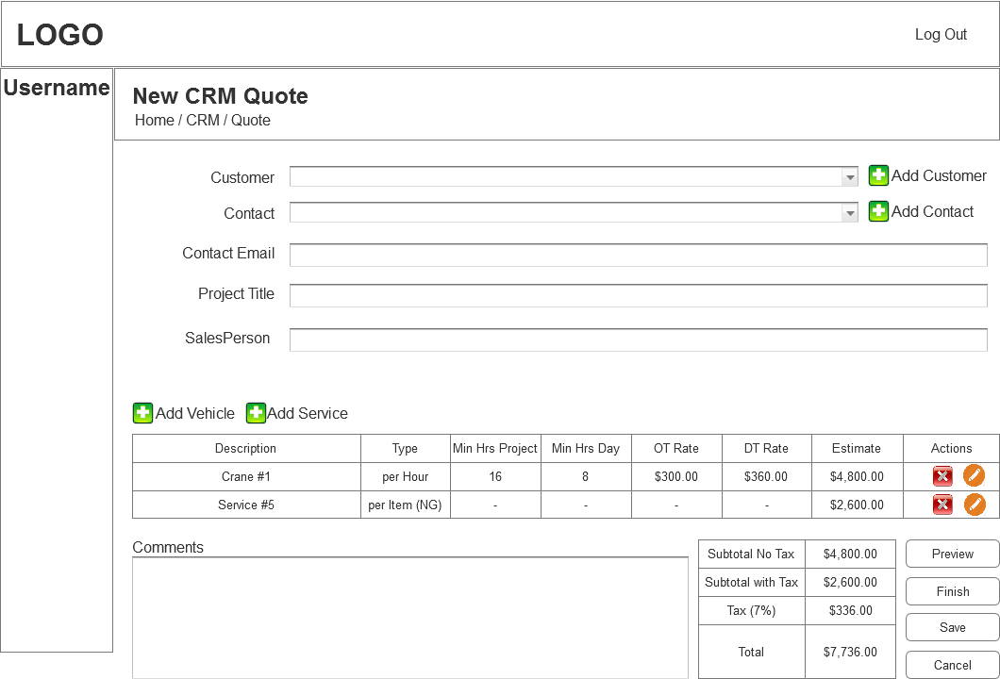 LOGO
Log Out
Username
New CRM Quote
Home / CRM / Quote
Customer
Add Customer
Contact
Add Contact
Contact Email
Project Title
SalesPerson
Add Vehicle Add Service
Description Type Min Hrs Project Min Hrs Day OT Rate DT Rate Estimate Actions
Crane #1 per Hour 16 8 $300.00 $360.00 $4,800.00
Service #5 per Item (NG) - - - - $2,600.00
Comments
Subtotal No Tax $4,800.00
Subtotal with Tax $2,600.00
Tax (7%) $336.00
Total $7,736.00
Preview
Finish
Save
Cancel